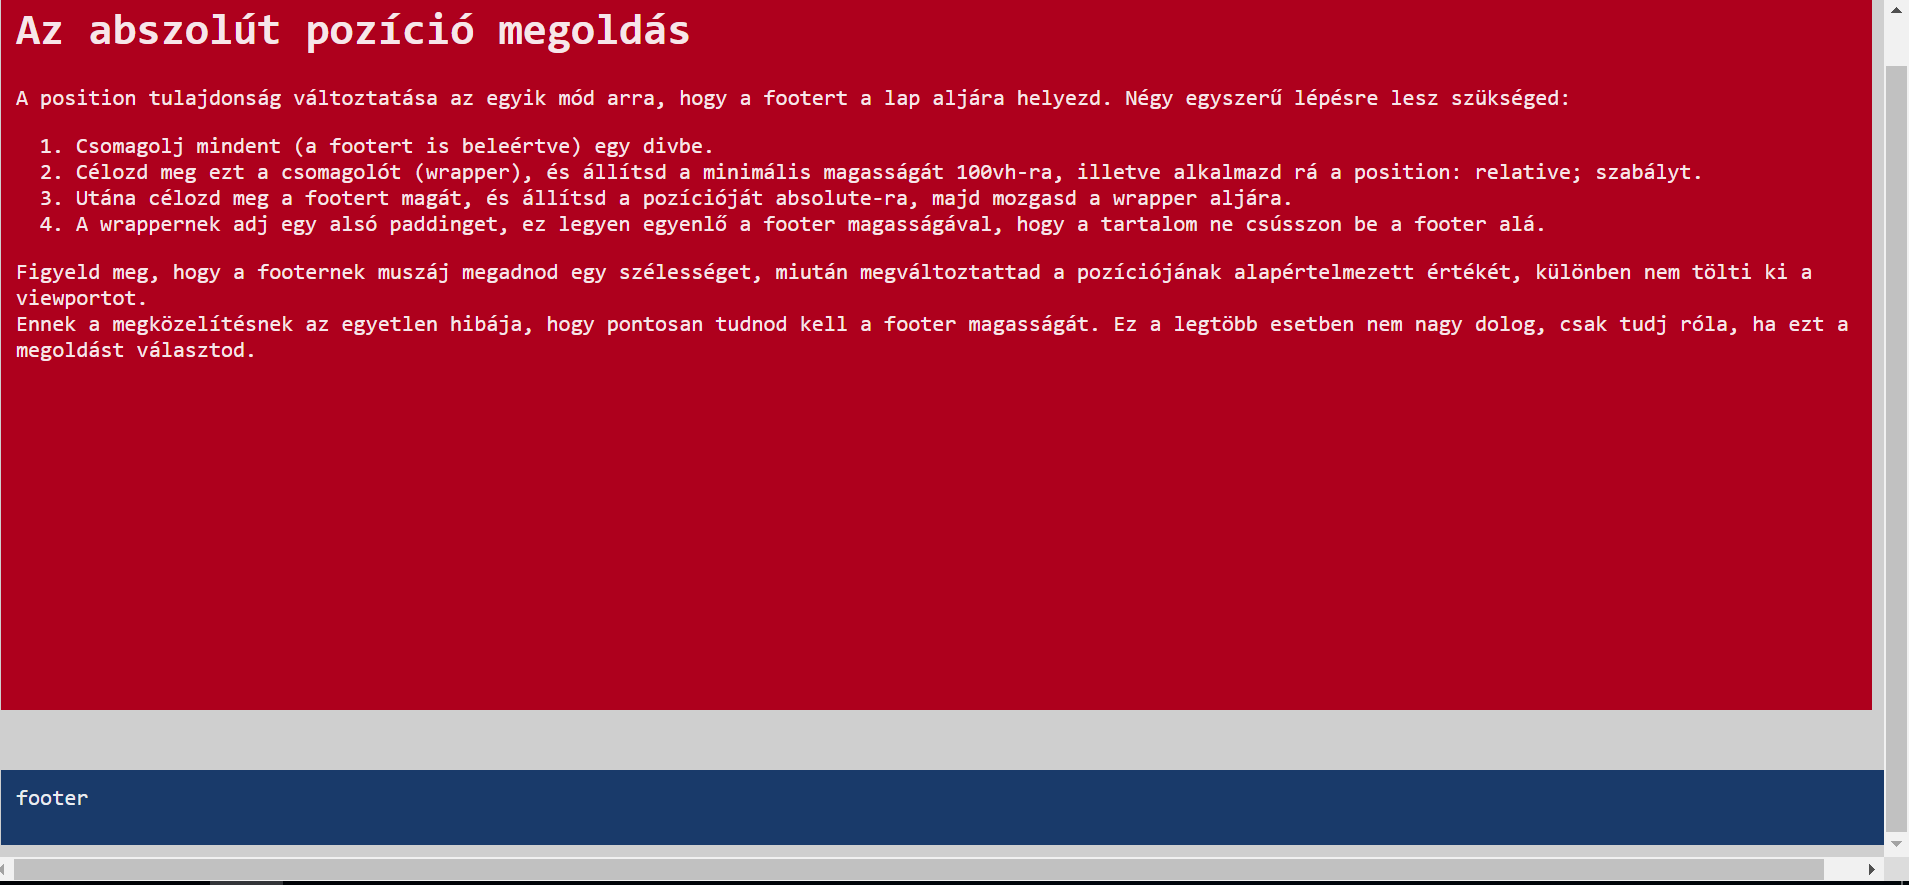 Az abszolút pozíció megoldás
A position tulajdonság változtatása az egyik mód arra, hogy a footert a lap aljára helyezd. Négy egyszerű lépésre lesz szükséged:
1. Csomagolj mindent (a footert is beleértve) egy divbe.
2. Célozd meg ezt a csomagolót (wrapper), és állítsd a minimális magasságát 100vh-ra, illetve alkalmazd rá a position: relative; szabályt.
3. Utána célozd meg a footert magát, és állítsd a pozícióját absolute-ra, majd mozgasd a wrapper aljára.
4. A wrappernek adj egy alsó paddinget, ez legyen egyenlő a footer magasságával, hogy a tartalom ne csússzon be a footer alá.
Figyeld meg, hogy a footernek muszáj megadnod egy szélességet, miután megváltoztattad a pozíciójának alapértelmezett értékét, különben nem tölti ki a
viewportot.
Ennek a megközelítésnek az egyetlen hibája, hogy pontosan tudnod kell a footer magasságát. Ez a legtöbb esetben nem nagy dolog, csak tudj róla, ha ezt a
megoldást választod.
footer